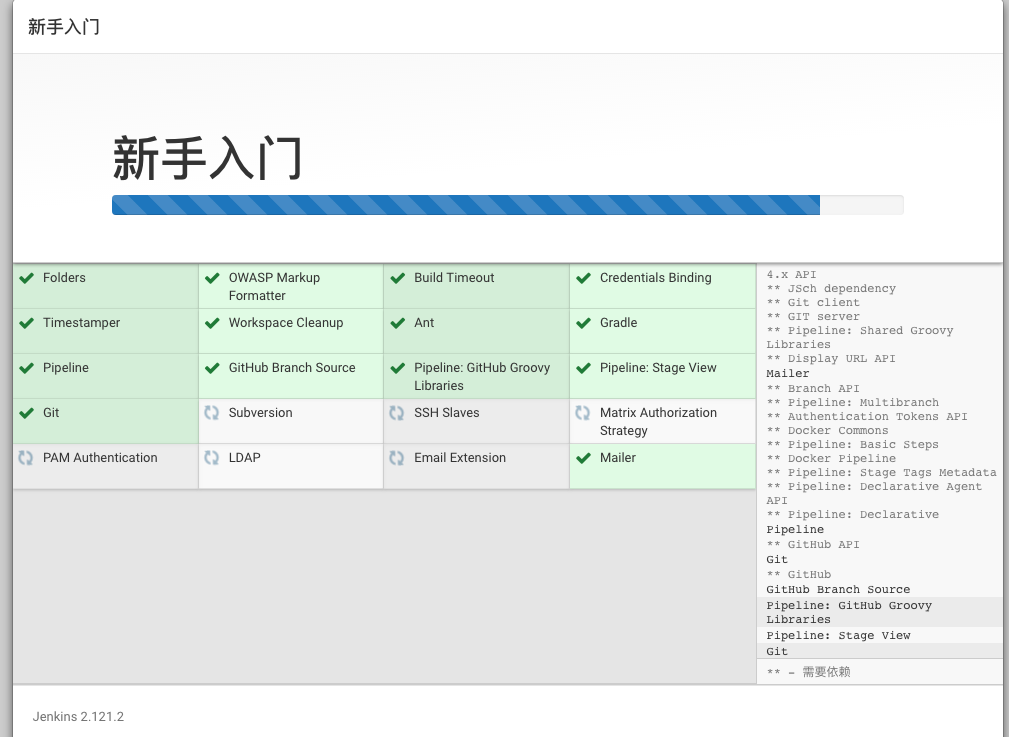 新手入门
新手入门
Folders
OWASP Markup
Formatter
Build Timeout
Credentials Binding
Timestamper
Workspace Cleanup
Ant
Gradle
Pipeline
GitHub Branch Source
Pipeline: GitHub Groovy
Libraries
Pipeline: Stage View
Git
Subversion
SSH Slaves
Matrix Authorization
Strategy
PAM Authentication
LDAP
Email Extension
Mailer
4.x API
** JSch dependency
** Git client
** GIT server
** Pipeline: Shared Groovy
Libraries
** Display URL API
Mailer
** Branch API
** Pipeline: Multibranch
** Authentication Tokens API
** Docker Commons
** Pipeline: Basic Steps
** Docker Pipeline
** Pipeline: Stage Tags Metadata
** Pipeline: Declarative Agent
API
** Pipeline: Declarative
Pipeline
** GitHub API
Git
** GitHub
GitHub Branch Source
Pipeline: GitHub Groovy
Libraries
Pipeline: Stage View
Git
** - 需要依赖
Jenkins 2.121.2